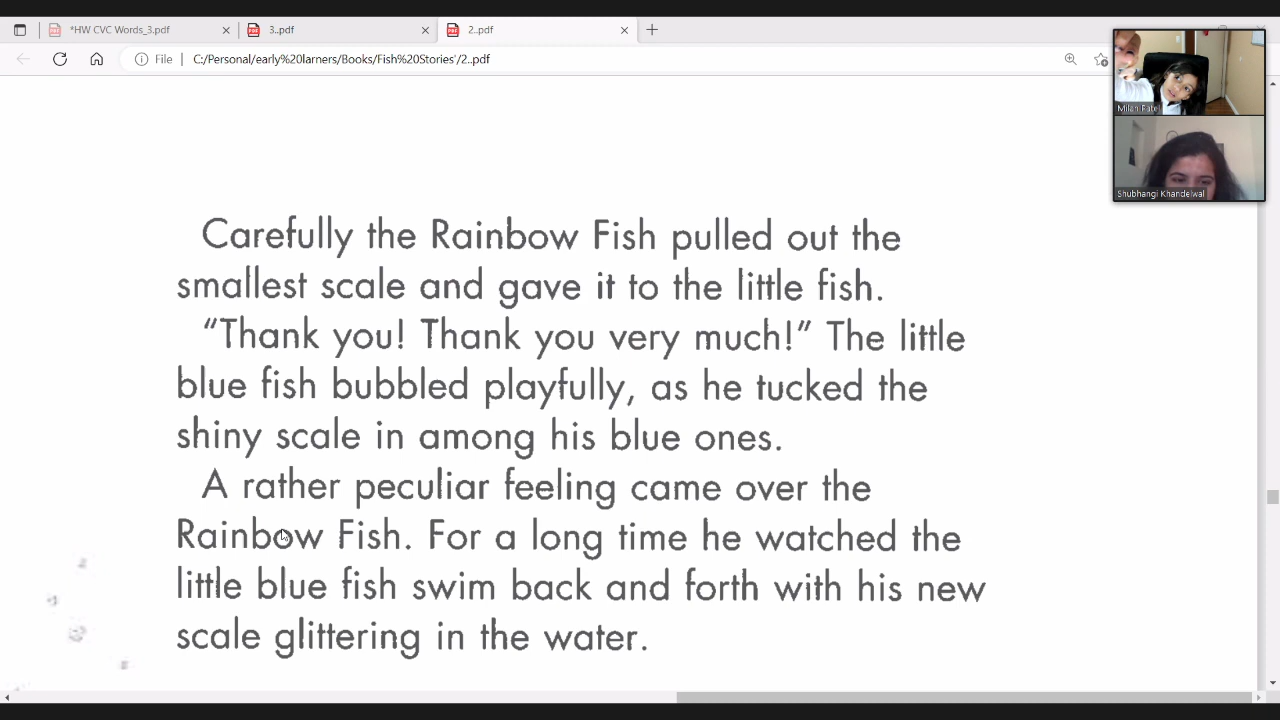 *HW CVC Words_3.pdf
3..pdf
2..pdf
File
C:/Personal/early%20larners/Books/Fish%20Stories'/2..pdf
Milan Patel
Shubhangi Khandelwal
Carefully the Rainbow Fish pulled out the
smallest scale and gave it to the little fish.
“Thank you! Thank you very much!” The little
blue fish bubbled playfully, as he tucked the
shiny scale in among his blue ones.
A rather peculiar feeling came over the
Rainbow Fish. For a long time he watched the
little blue fish swim back and forth with his new
scale glittering in the water.